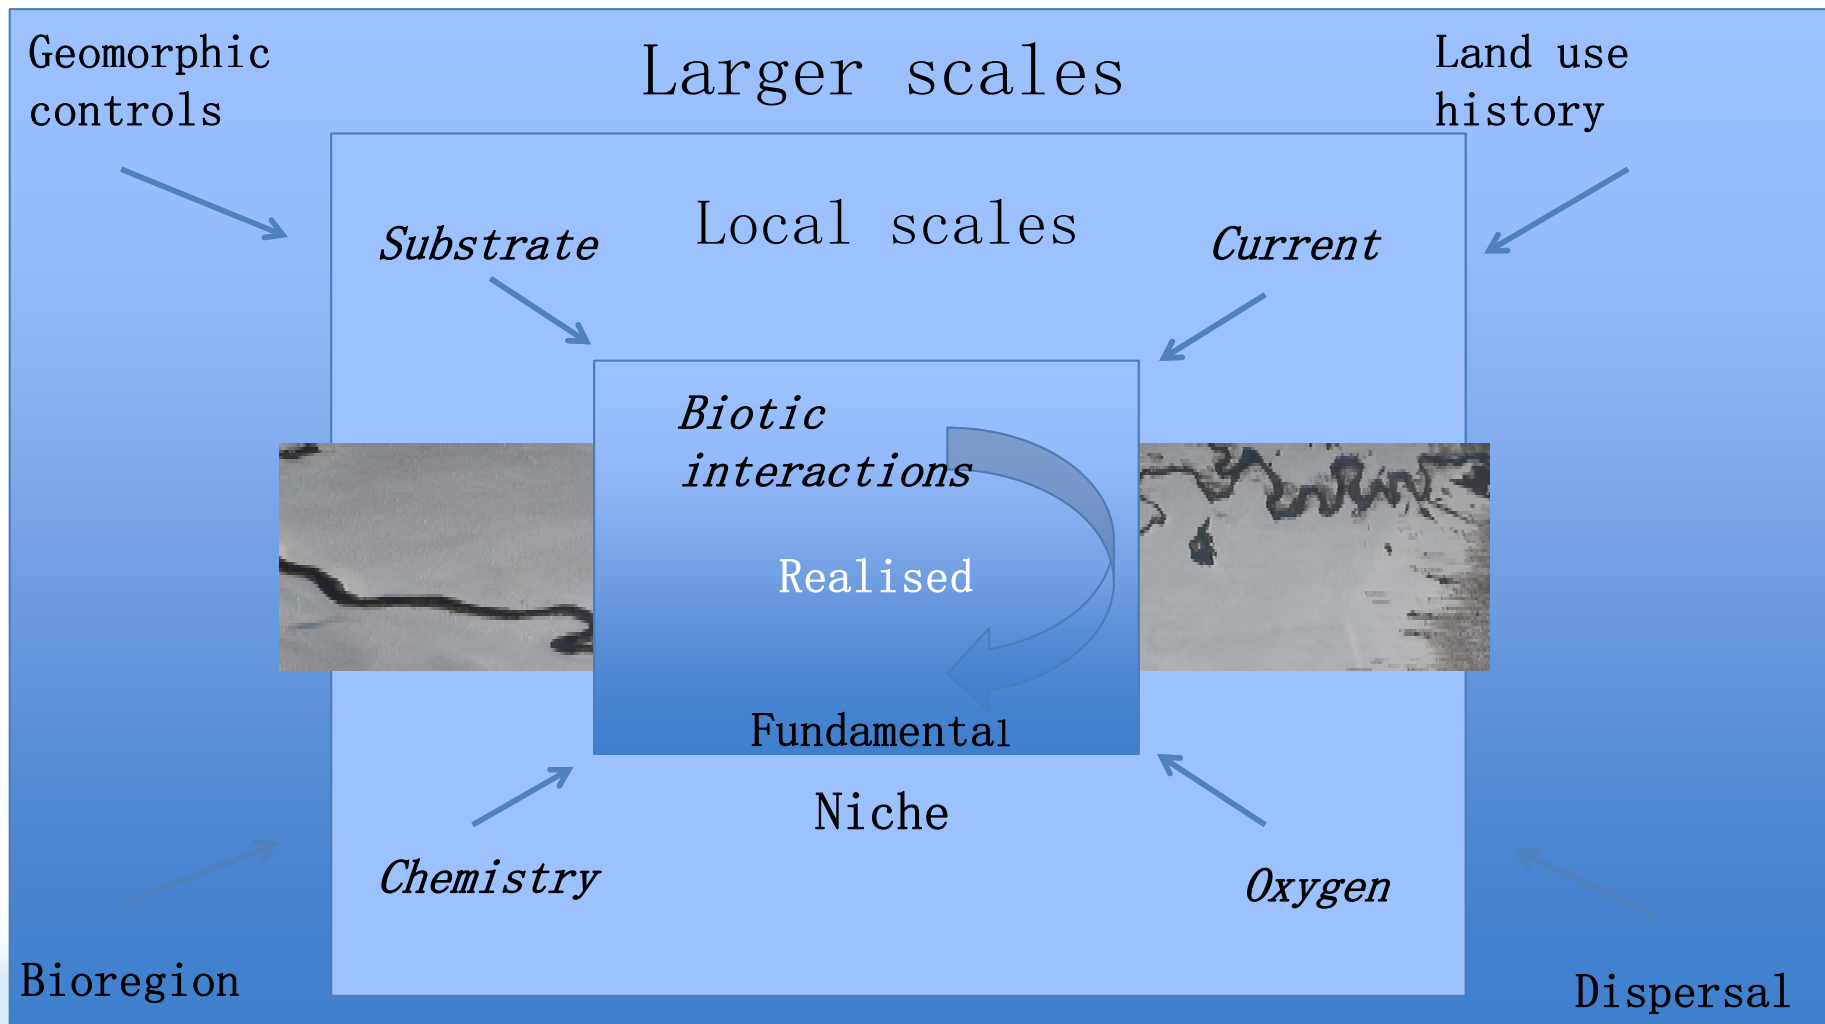 Geomorphic
controls
Larger scales
Land use
history
Local scales
Substrate
Current
Biotic
interactions
Realised
Fundamental
Niche
Chemistry
Oxygen
Bioregion
Dispersal